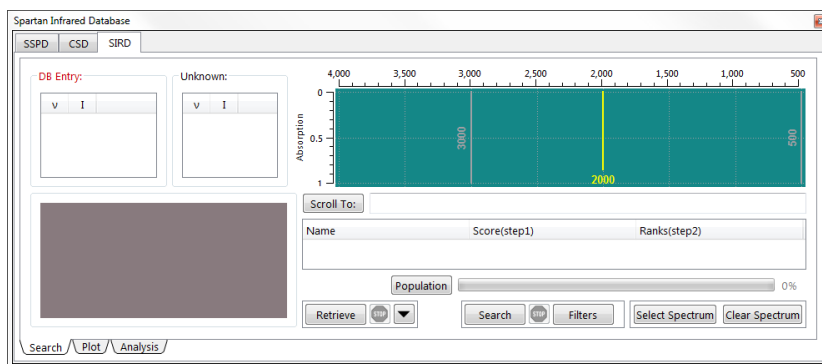 Spartan Infrared Database
SSPD CSD SIRD
DB Entry: Unknown:
ν I ν I
4,000 3,500 3,000 2,500 2,000 1,500 1,000 500
Absorption
0
0.5
1
3000
2000
500
Scroll To:
Name Score(step1) Ranks(step2)
Population 0%
Retrieve STOP Search STOP Filters Select Spectrum Clear Spectrum
Search Plot Analysis